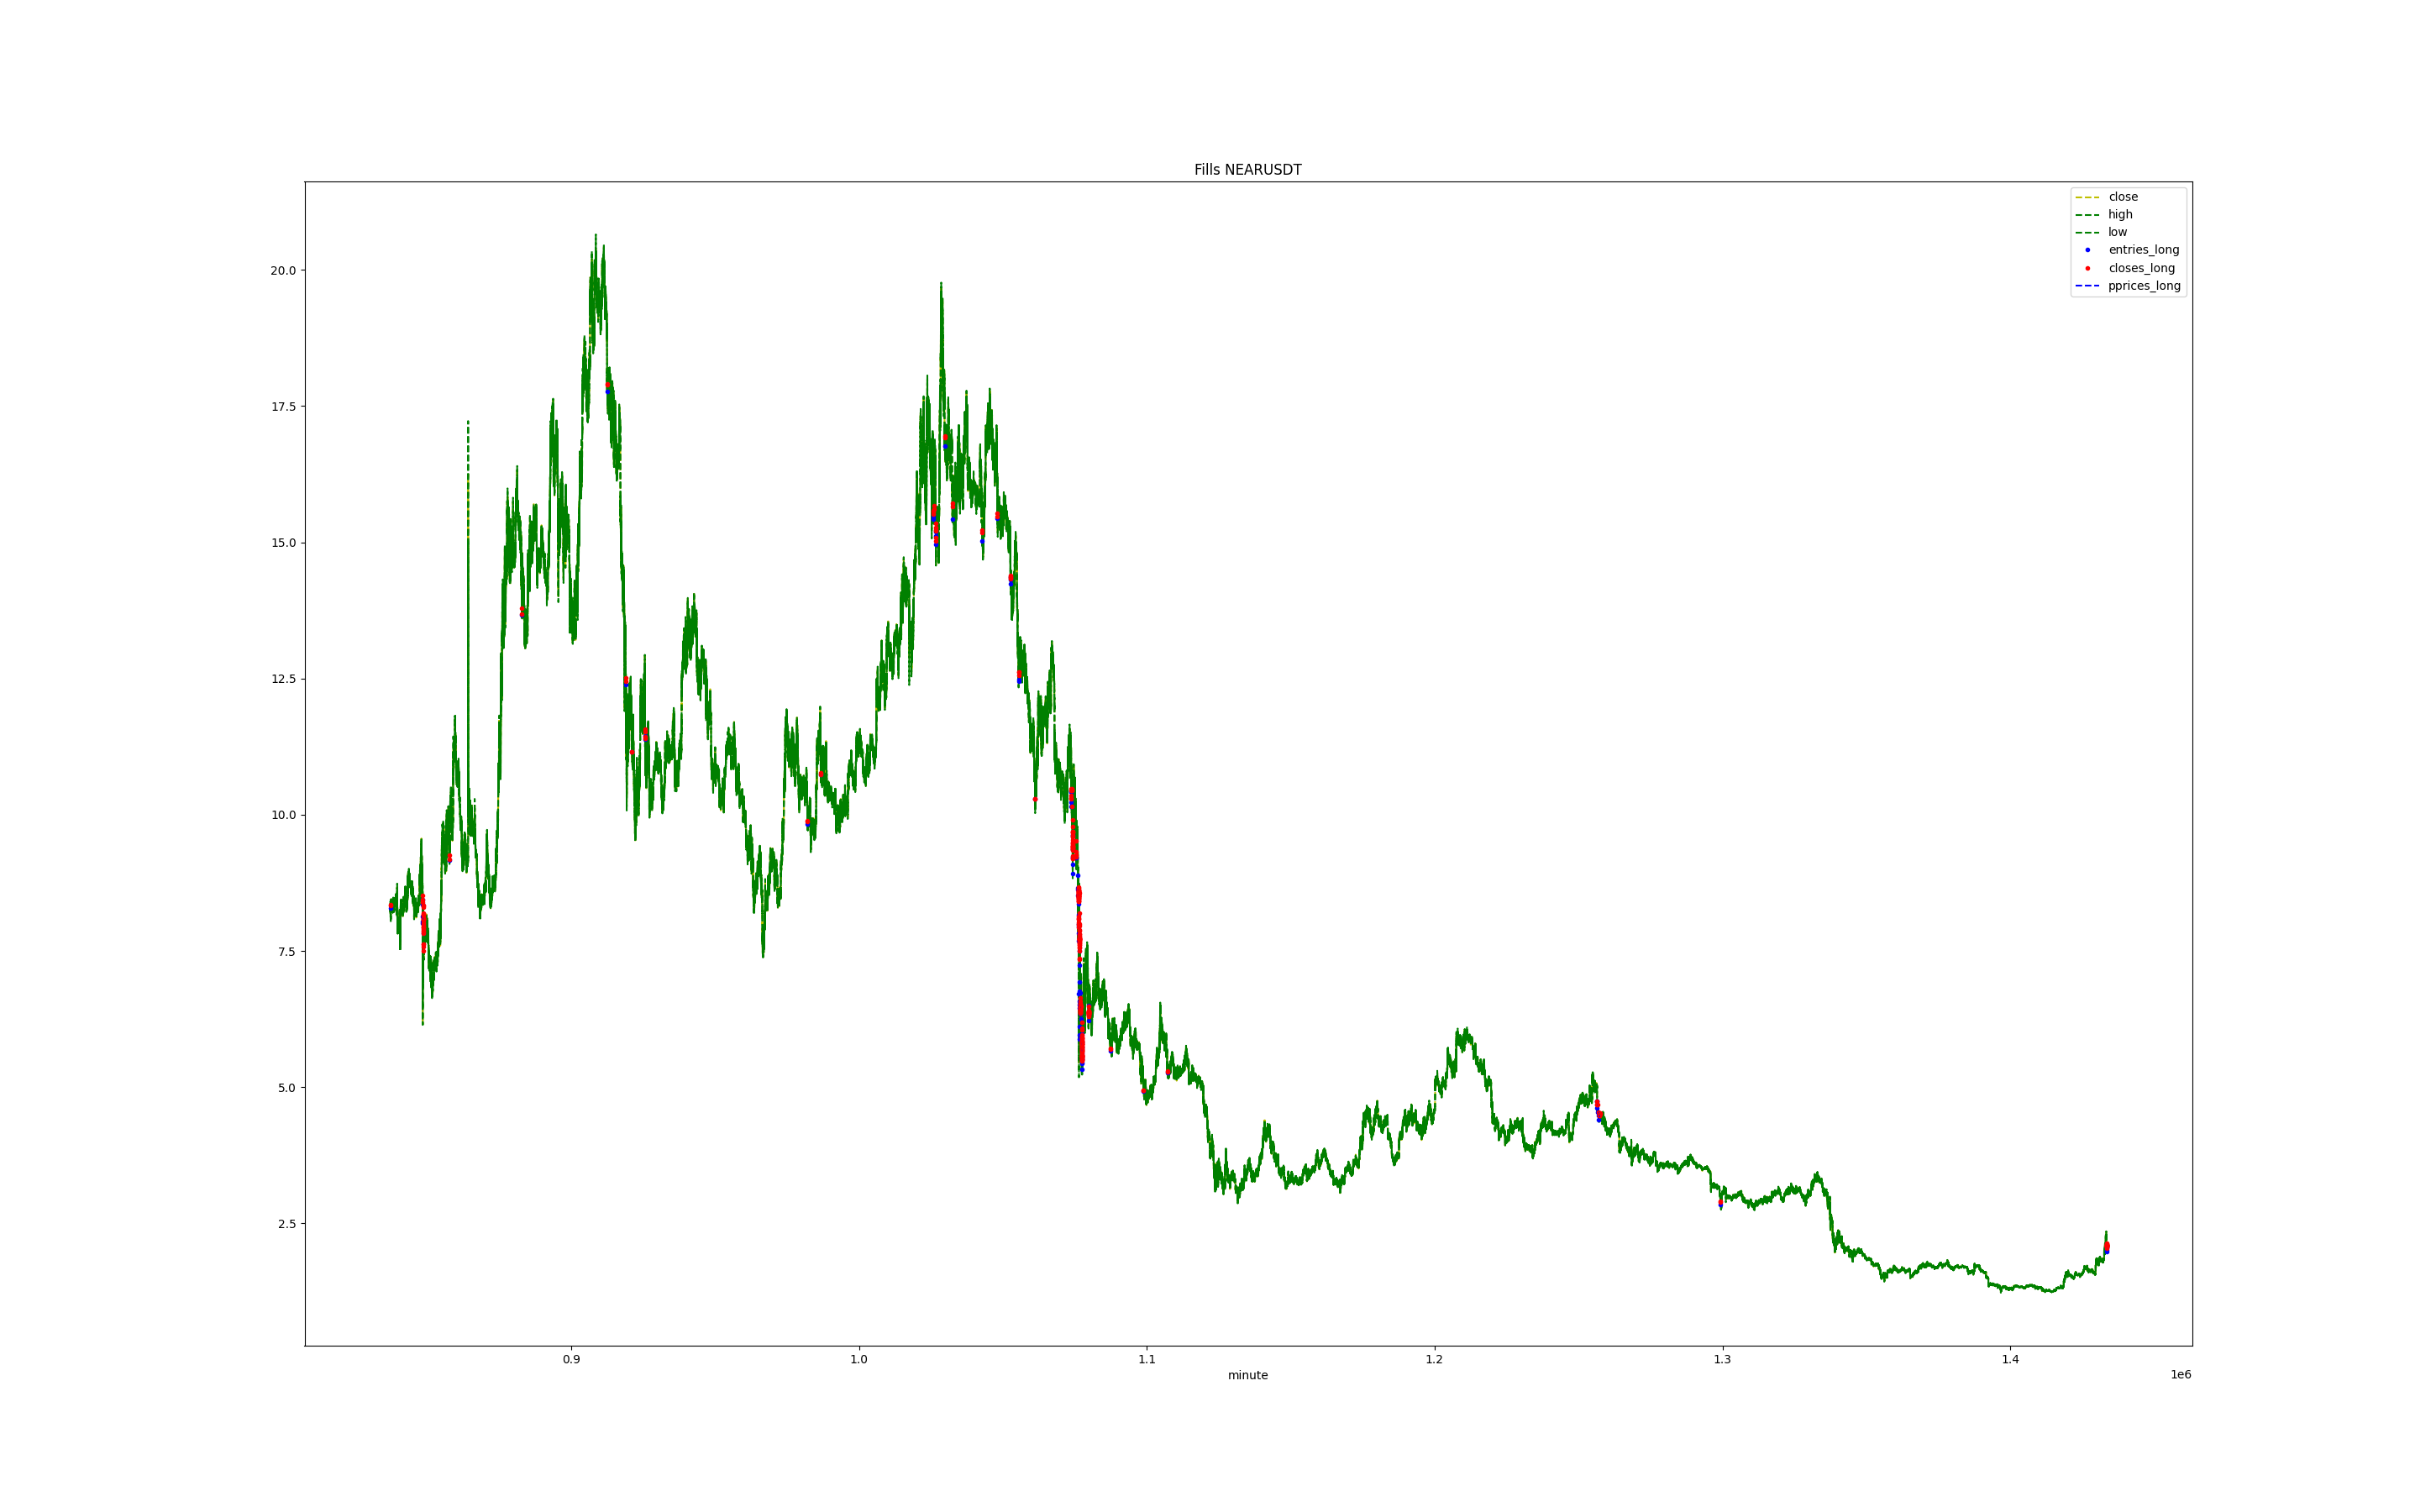 Fills NEARUSDT
close
high
low
entries_long
closes_long
pprices_long
20.0
17.5
15.0
12.5
10.0
7.5
5.0
2.5
0.9
1.0
1.1
1.2
1.3
1.4
minute
1e6